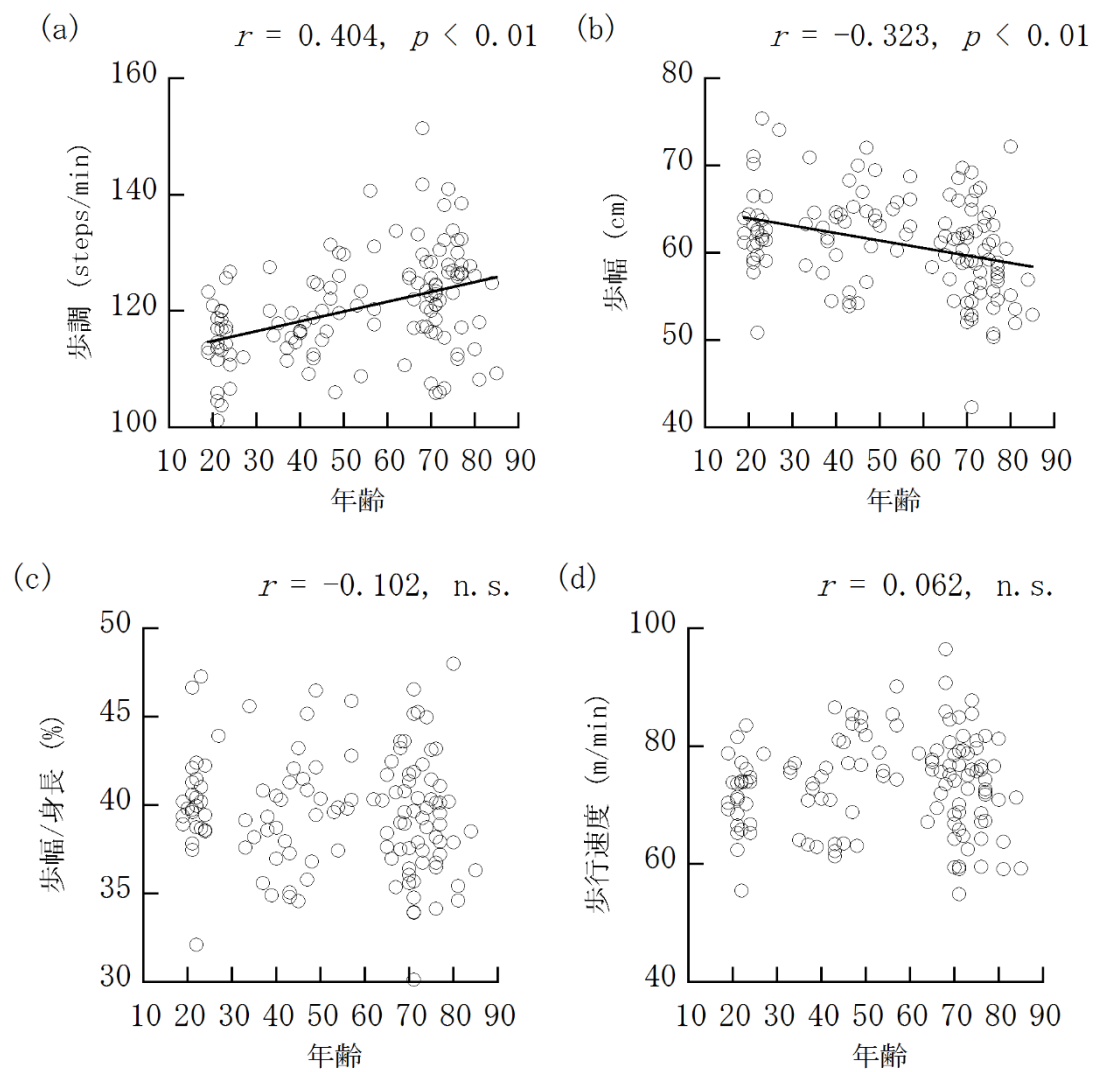 (a)
r = 0.404, p < 0.01
160
140
120
100
歩調 (steps/min)
10 20 30 40 50 60 70 80 90
年齢
(b)
r = -0.323, p < 0.01
80
70
60
50
40
歩幅 (cm)
10 20 30 40 50 60 70 80 90
年齢
(c)
r = -0.102, n.s.
50
45
40
35
30
歩幅/身長 (%)
10 20 30 40 50 60 70 80 90
年齢
(d)
r = 0.062, n.s.
100
80
60
40
歩行速度 (m/min)
10 20 30 40 50 60 70 80 90
年齢